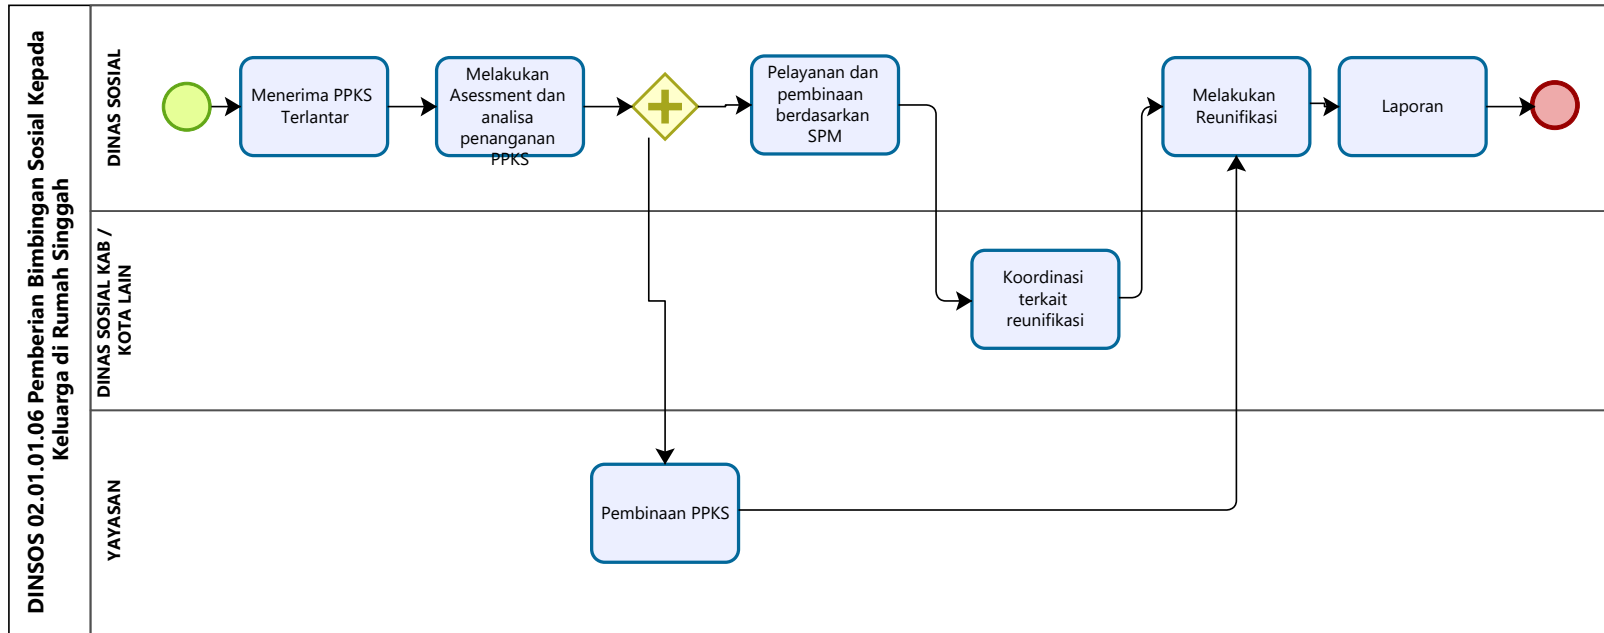 DINSOS 02.01.01.06 Pemberian Bimbingan Sosial Kepada
Keluarga di Rumah Singgah
DINAS SOSIAL
Menerima PPKS
Terlantar
Melakukan
Asessment dan
analisa
penanganan
PPKS
Pelayanan dan
pembinaan
berdasarkan
SPM
Melakukan
Reunifikasi
Laporan
DINAS SOSIAL KAB /
KOTA LAIN
Koordinasi
terkait
reunifikasi
YAYASAN
Pembinaan PPKS